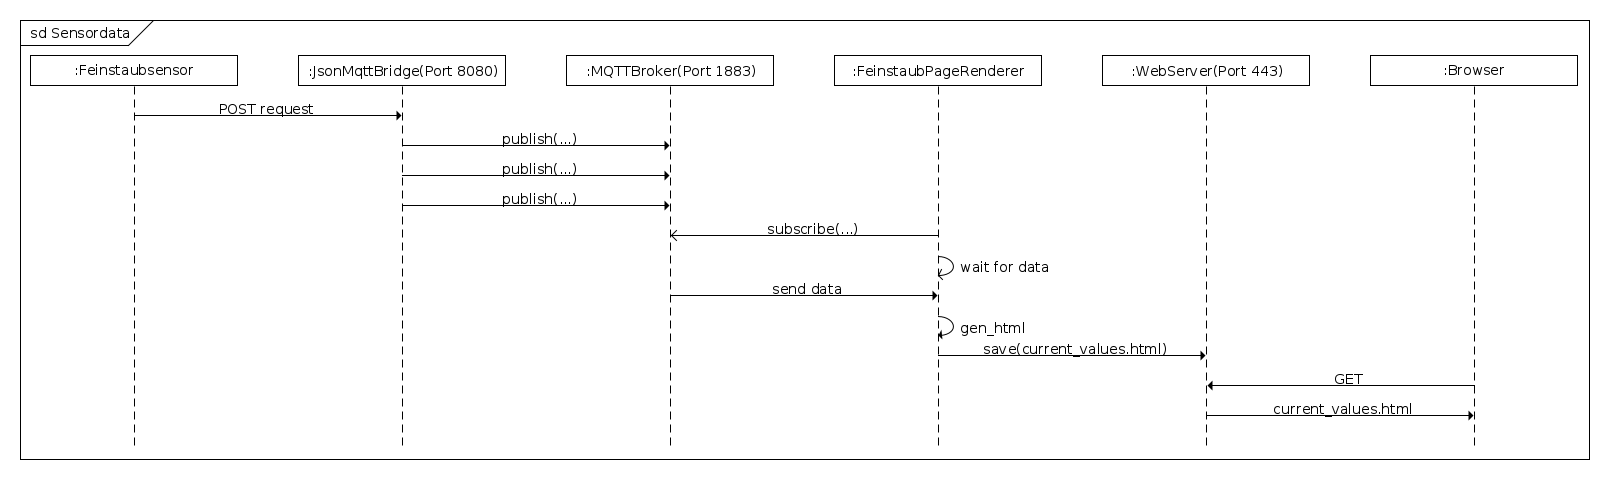 sd Sensordata
:Feinstaubsensor
:JsonMqttBridge(Port 8080)
:MQTTBroker(Port 1883)
:FeinstaubPageRenderer
:WebServer(Port 443)
:Browser
POST request
publish(...)
publish(...)
publish(...)
subscribe(...)
wait for data
send data
gen_html
save(current_values.html)
GET
current_values.html